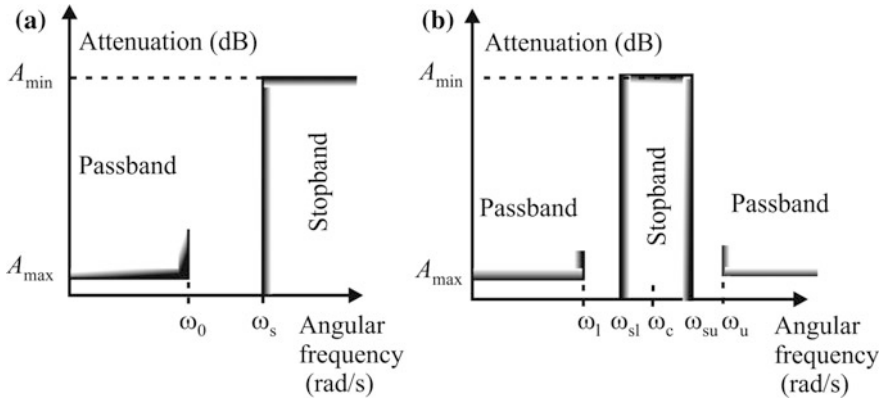 (a)
Attenuation (dB)
A_min
Passband
Stopband
A_max
ω_0
ω_s
Angular
frequency
(rad/s)
(b)
Attenuation (dB)
A_min
Passband
Stopband
Passband
A_max
ω_l
ω_sl
ω_c
ω_su
ω_u
Angular
frequency
(rad/s)